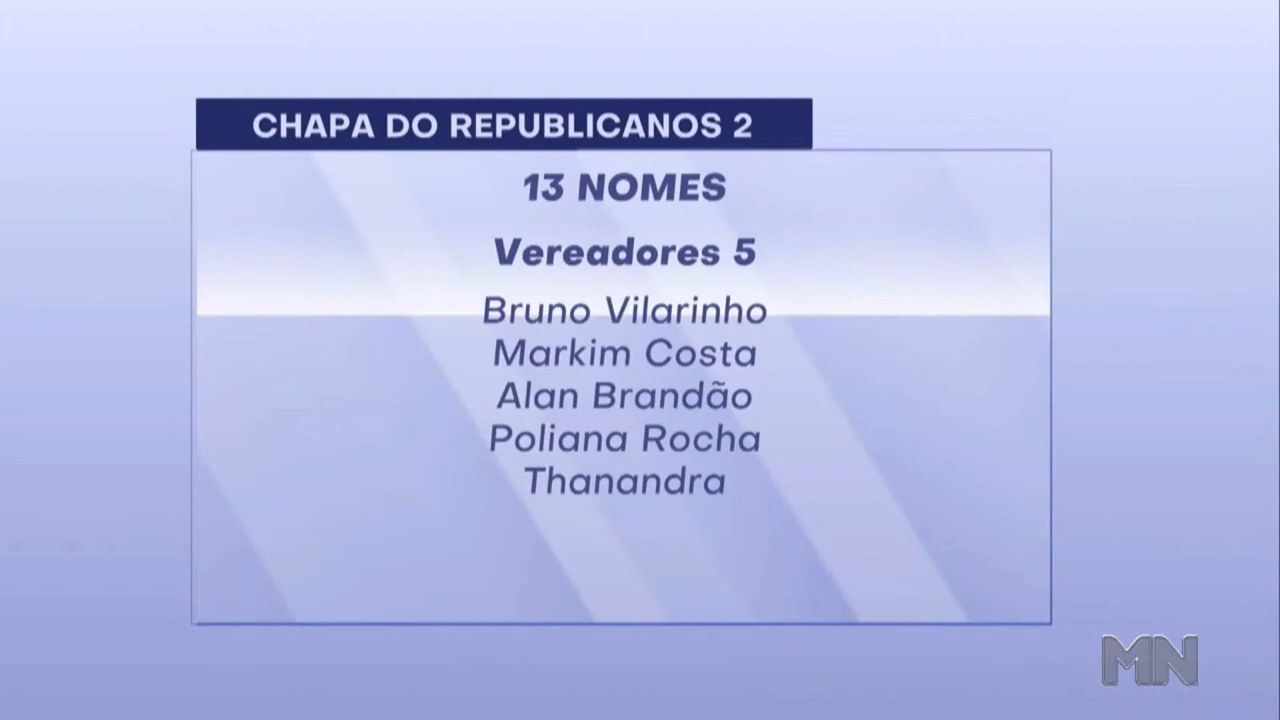 CHAPA DO REPUBLICANOS 2
13 NOMES
Vereadores 5
Bruno Vilarinho
Markim Costa
Alan Brandão
Poliana Rocha
Thanandra
MN